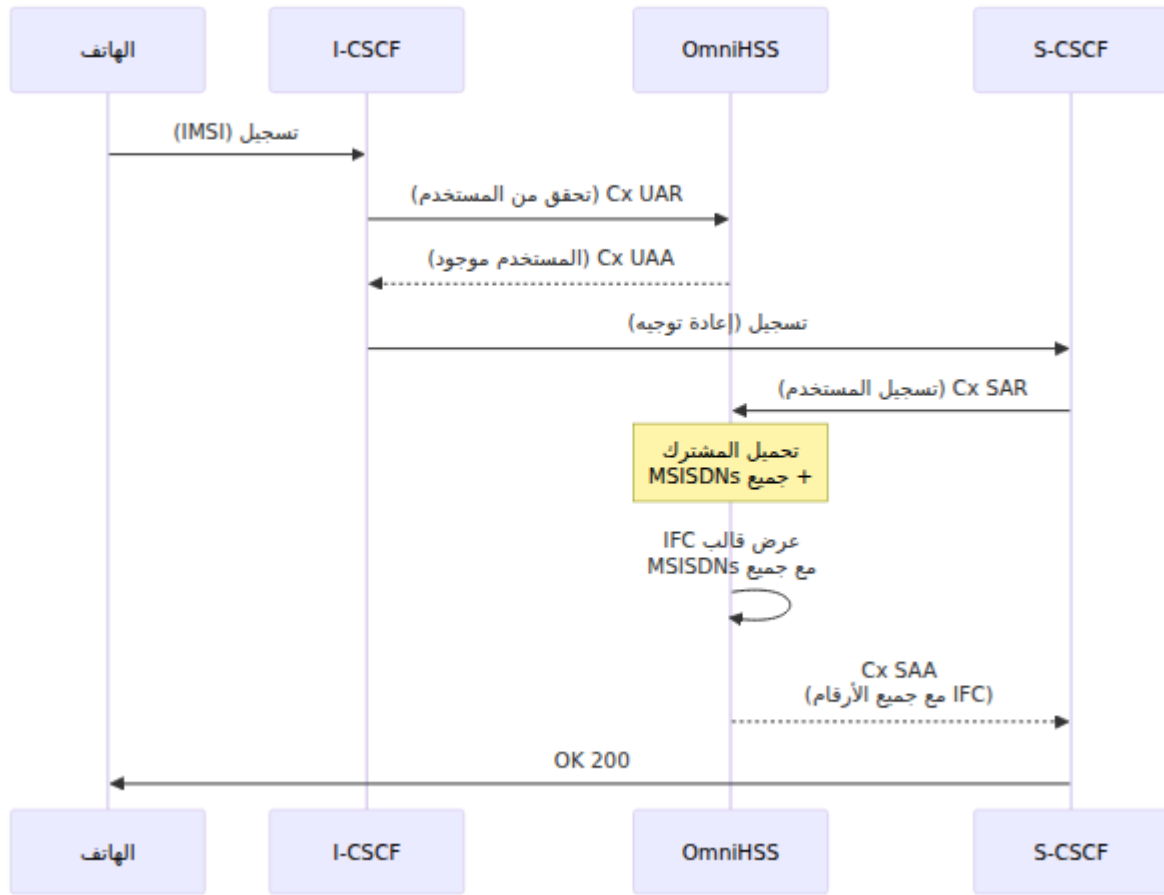 الهاتف
I-CSCF
OmniHSS
S-CSCF
تسجيل (IMSI)
Cx UAR (تحقق من المستخدم)
Cx UAA (المستخدم موجود)
تسجيل (إعادة توجيه)
Cx SAR (تسجيل المستخدم)
تحميل المشترك
+ جميع MSISDNs
عرض قالب IFC
مع جميع MSISDNs
Cx SAA
(IFC مع جميع الأرقام)
200 OK
الهاتف
I-CSCF
OmniHSS
S-CSCF